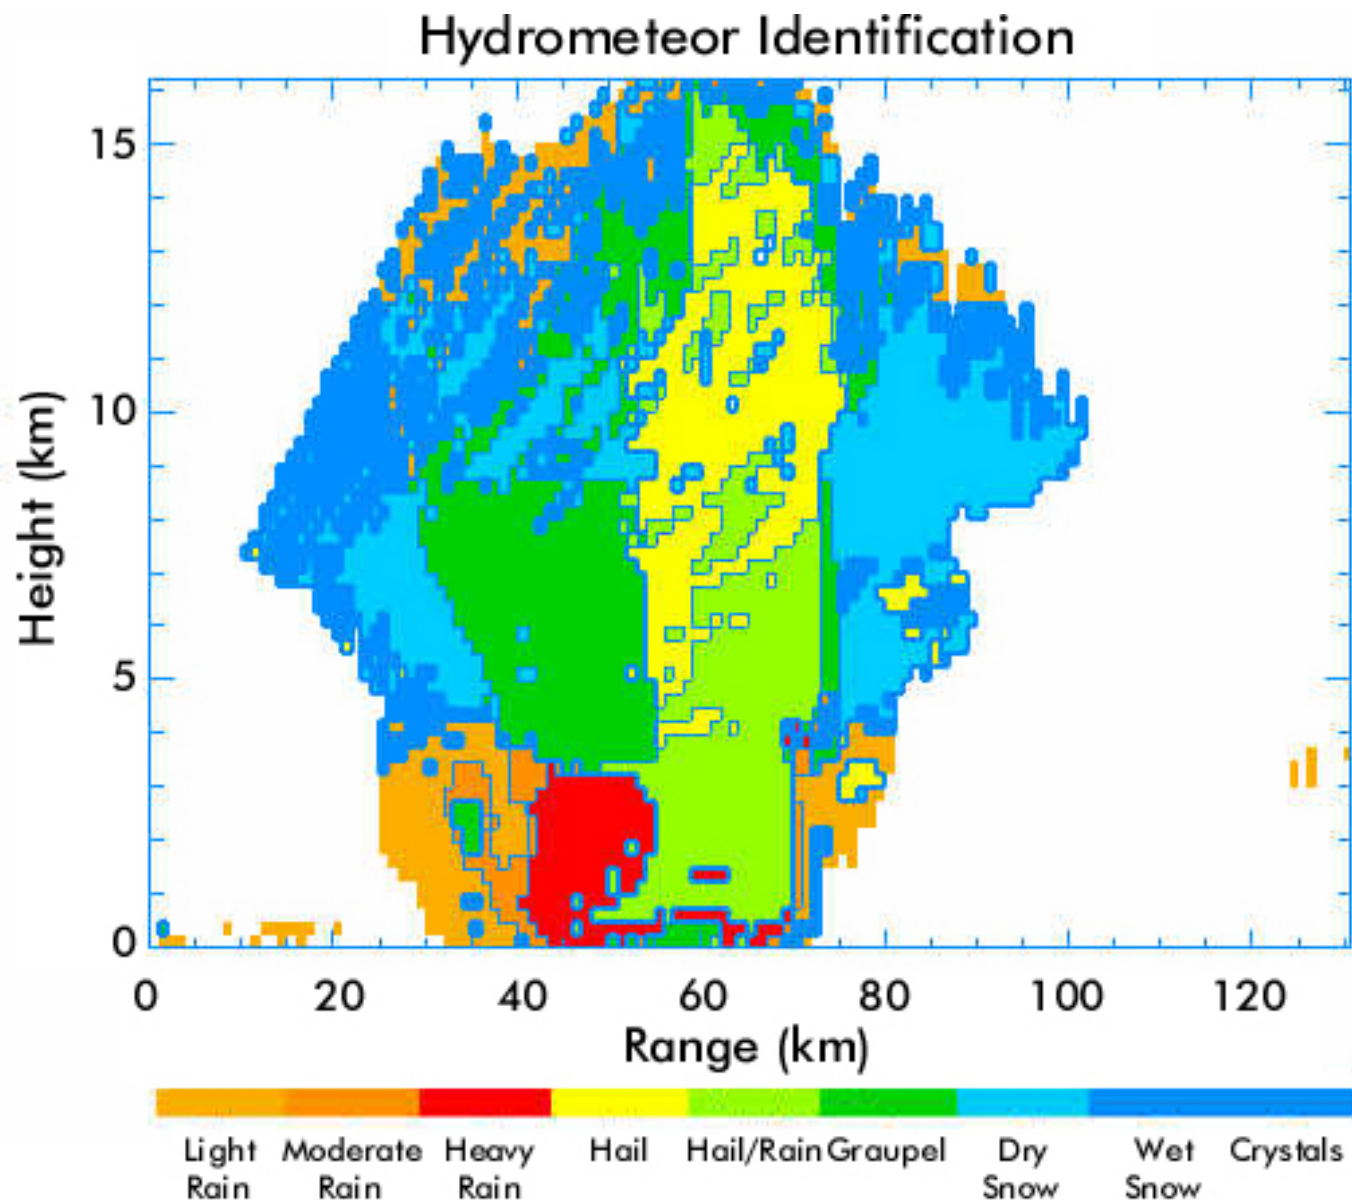 Hydrometeor Identification
15
10
5
0
Height (km)
0 20 40 60 80 100 120
Range (km)
Light Moderate Heavy Hail Hail/Rain Graupel Dry Wet Crystals
Rain Rain Rain Snow Snow